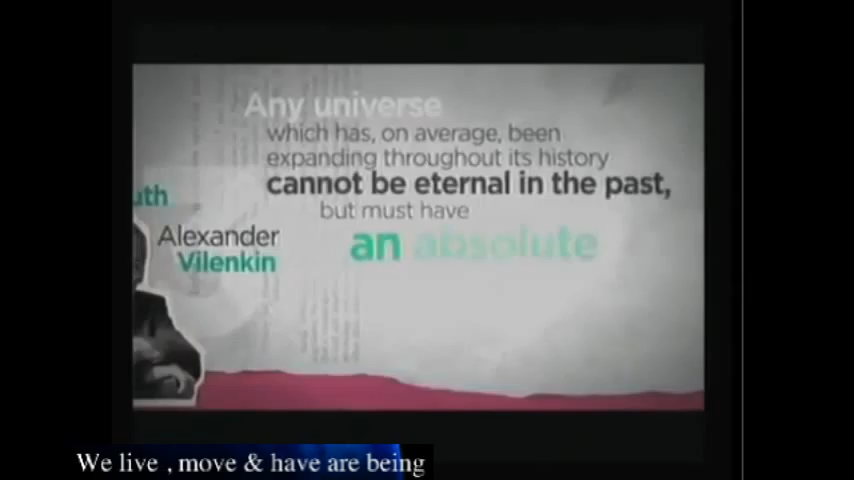 Any universe
which has, on average, been
expanding throughout its history
cannot be eternal in the past,
but must have
an absolute
uth
Alexander
Vilenkin
We live , move & have are being